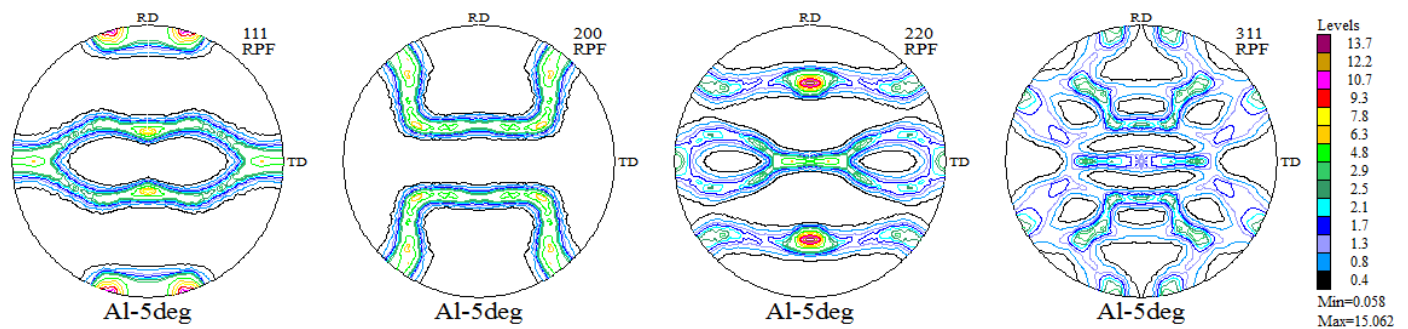 RD
111
RPF
TD
Al-5deg
RD
200
RPF
TD
Al-5deg
RD
220
RPF
TD
Al-5deg
RD
311
RPF
TD
Al-5deg
Levels
13.7
12.2
10.7
9.3
7.8
6.3
4.8
2.9
2.5
2.1
1.7
1.3
0.8
0.4
Min=0.058
Max=15.062